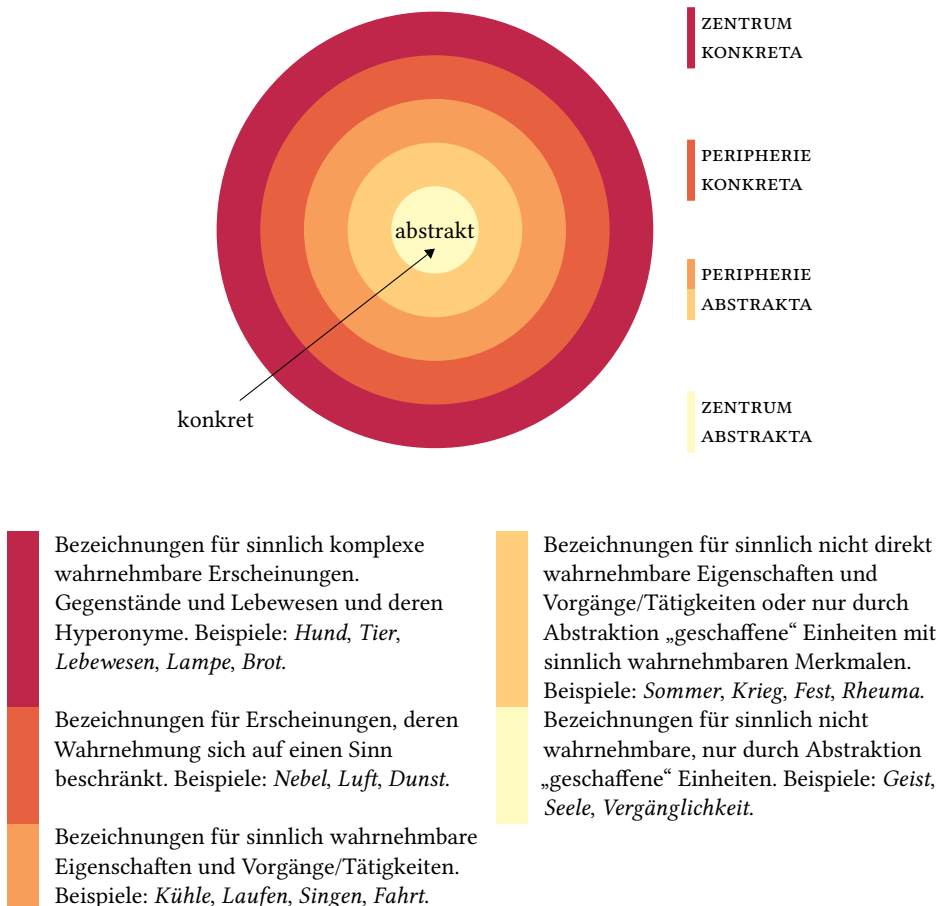 ZENTRUM
KONKRETA
PERIPHERIE
KONKRETA
abstrakt
PERIPHERIE
ABSTRAKTA
konkret
ZENTRUM
ABSTRAKTA
Bezeichnungen für sinnlich komplexe
wahrnehmbare Erscheinungen.
Gegenstände und Lebewesen und deren
Hyperonyme. Beispiele: Hund, Tier,
Lebewesen, Lampe, Brot.
Bezeichnungen für Erscheinungen, deren
Wahrnehmung sich auf einen Sinn
beschränkt. Beispiele: Nebel, Luft, Dunst.
Bezeichnungen für sinnlich wahrnehmbare
Eigenschaften und Vorgänge/Tätigkeiten.
Beispiele: Kühle, Laufen, Singen, Fahrt.
Bezeichnungen für sinnlich nicht direkt
wahrnehmbare Eigenschaften und
Vorgänge/Tätigkeiten oder nur durch
Abstraktion „geschaffene“ Einheiten mit
sinnlich wahrnehmbaren Merkmalen.
Beispiele: Sommer, Krieg, Fest, Rheuma.
Bezeichnungen für sinnlich nicht
wahrnehmbare, nur durch Abstraktion
„geschaffene“ Einheiten. Beispiele: Geist,
Seele, Vergänglichkeit.